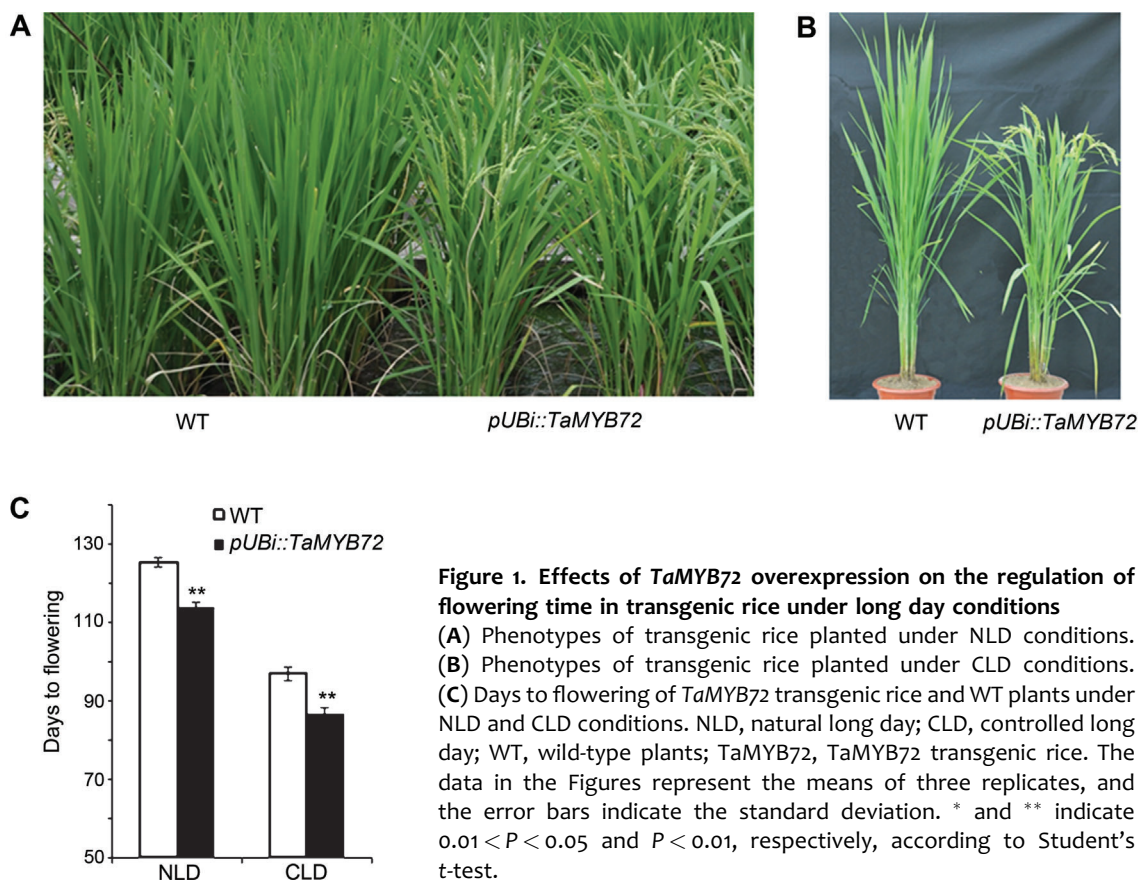 A
B
WT
pUBi::TaMYB72
WT
pUBi::TaMYB72
C
WT
pUBi::TaMYB72
Days to flowering
130
110
90
70
50
**
**
NLD
CLD
Figure 1. Effects of TaMYB72 overexpression on the regulation of
flowering time in transgenic rice under long day conditions
(A) Phenotypes of transgenic rice planted under NLD conditions.
(B) Phenotypes of transgenic rice planted under CLD conditions.
(C) Days to flowering of TaMYB72 transgenic rice and WT plants under
NLD and CLD conditions. NLD, natural long day; CLD, controlled long
day; WT, wild-type plants; TaMYB72, TaMYB72 transgenic rice. The
data in the Figures represent the means of three replicates, and
the error bars indicate the standard deviation. * and ** indicate
0.01 < P < 0.05 and P < 0.01, respectively, according to Student's
t-test.